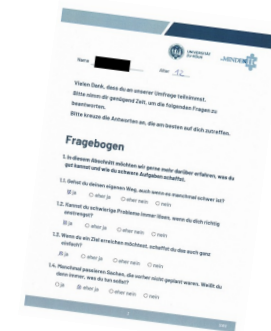 UNIVERSITÄT
ZU KÖLN
Name
Alter 12
Vielen Dank, dass du an unserer Umfrage teilnimmst.
Bitte nimm dir genügend Zeit, um die folgenden Fragen zu
beantworten.
Bitte kreuze die Antworten an, die am besten auf dich zutreffen.
Fragebogen
1. In diesem Abschnitt möchten wir gerne mehr darüber erfahren, was du
gut kannst und wie du schwere Aufgaben schaffst.
1.1. Gehst du deinen eigenen Weg, auch wenn es manchmal schwer ist?
ja eher ja eher nein nein
1.2. Kannst du schwierige Probleme immer lösen, wenn du dich richtig
anstrengst?
ja eher ja eher nein nein
1.3. Wenn du ein Ziel erreichen möchtest, schaffst du das auch ganz
einfach?
ja eher ja eher nein nein
1.4. Manchmal passieren Sachen, die vorher nicht geplant waren. Weißt du
dann immer, was du tun sollst?
ja eher ja eher nein nein